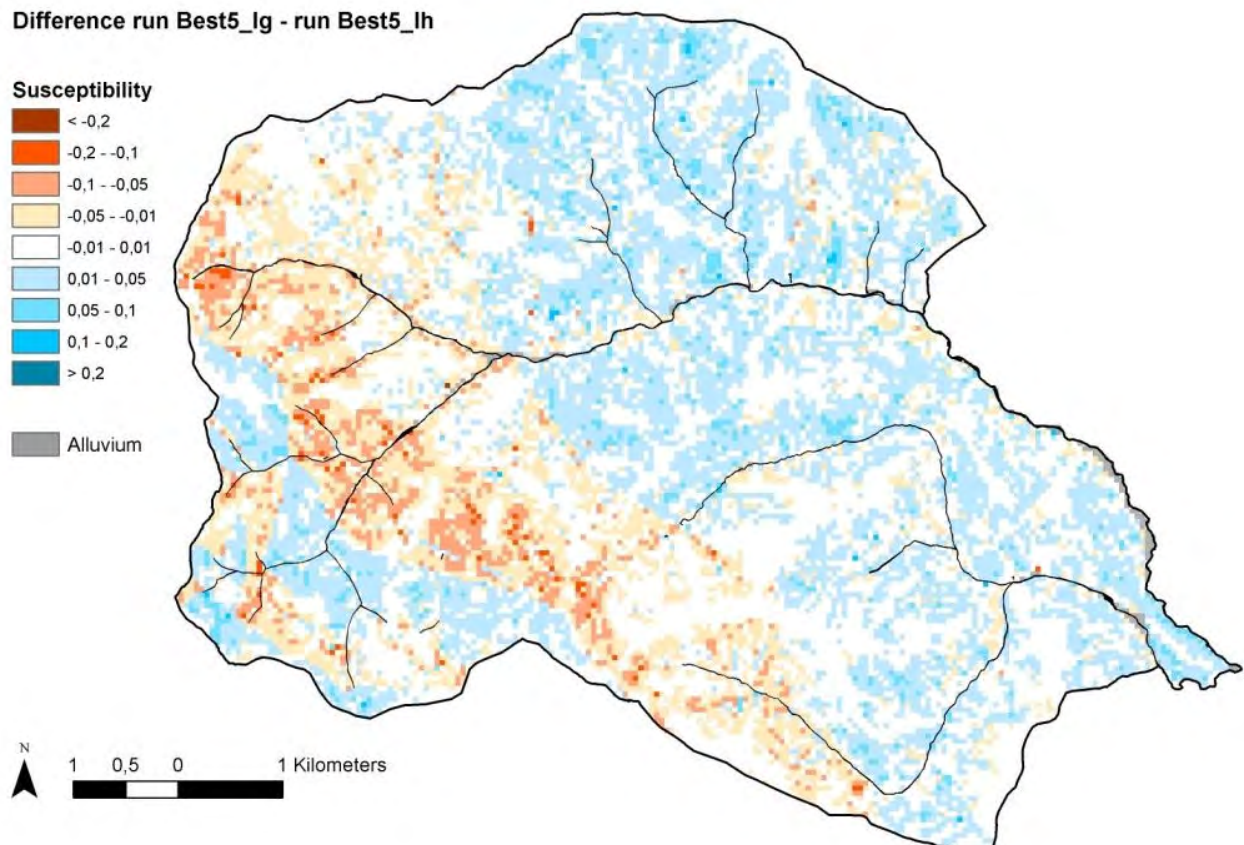 Difference run Best5_lg - run Best5_lh
Susceptibility
< -0,2
-0,2 - -0,1
-0,1 - -0,05
-0,05 - -0,01
-0,01 - 0,01
0,01 - 0,05
0,05 - 0,1
0,1 - 0,2
> 0,2
Alluvium
N
1 0,5 0 1 Kilometers